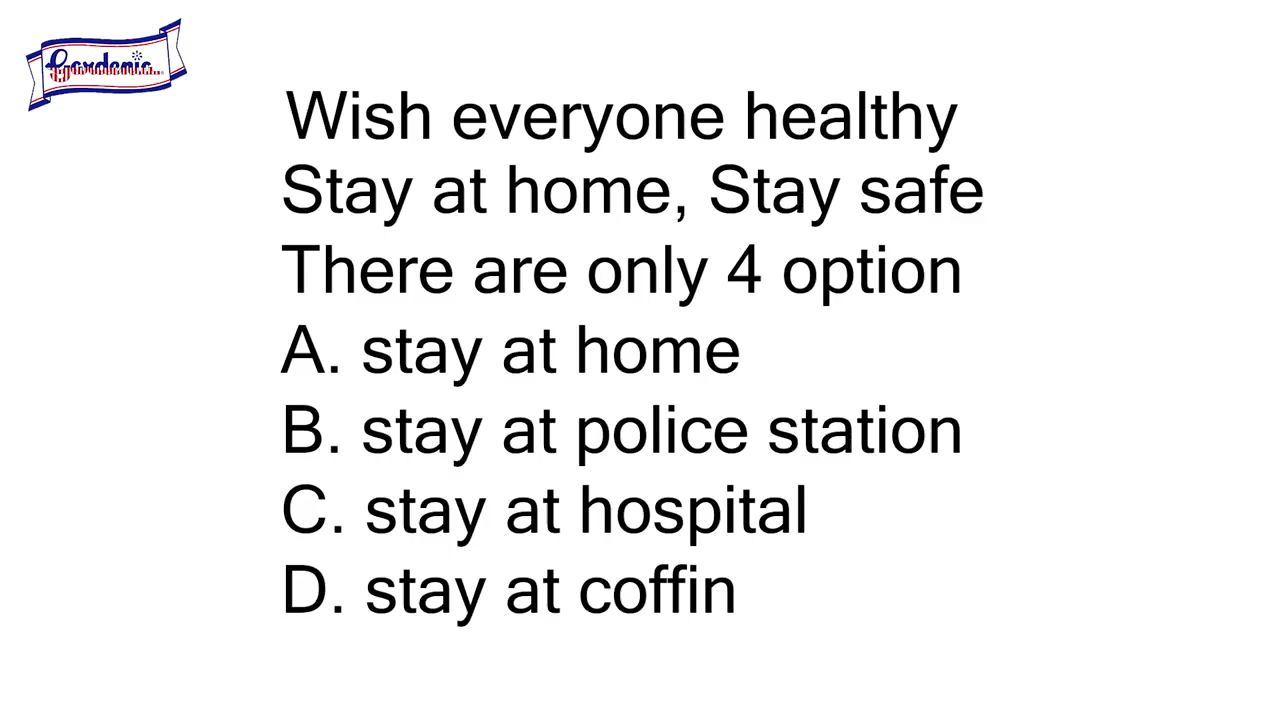 Gardenia
Wish everyone healthy
Stay at home, Stay safe
There are only 4 option
A. stay at home
B. stay at police station
C. stay at hospital
D. stay at coffin